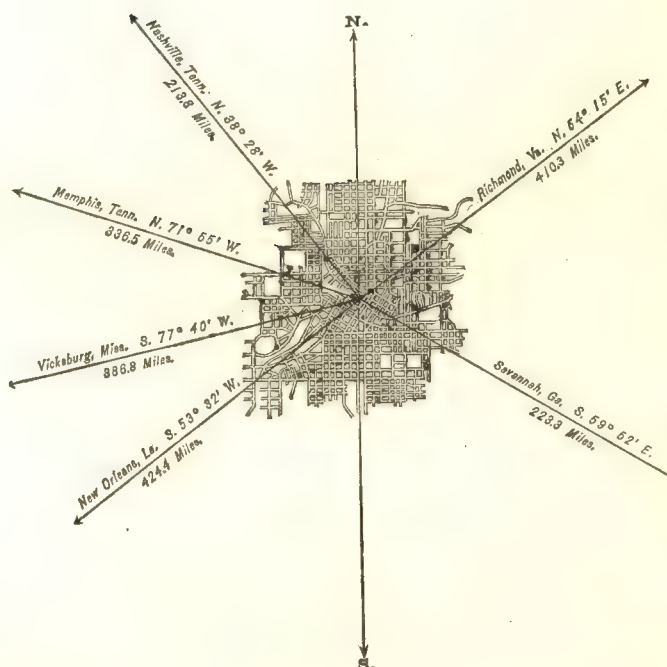 N.
Nashville, Tenn. N. 38° 28' W.
213.8 Miles.
Richmond, Va. N. 54° 15' E.
410.3 Miles.
Memphis, Tenn. N. 71° 55' W.
336.5 Miles.
Vicksburg, Miss. S. 77° 40' W.
386.8 Miles.
New Orleans, La. S. 53° 32' W.
424.4 Miles.
Savannah, Ga. S. 59° 52' E.
223.3 Miles.
S.